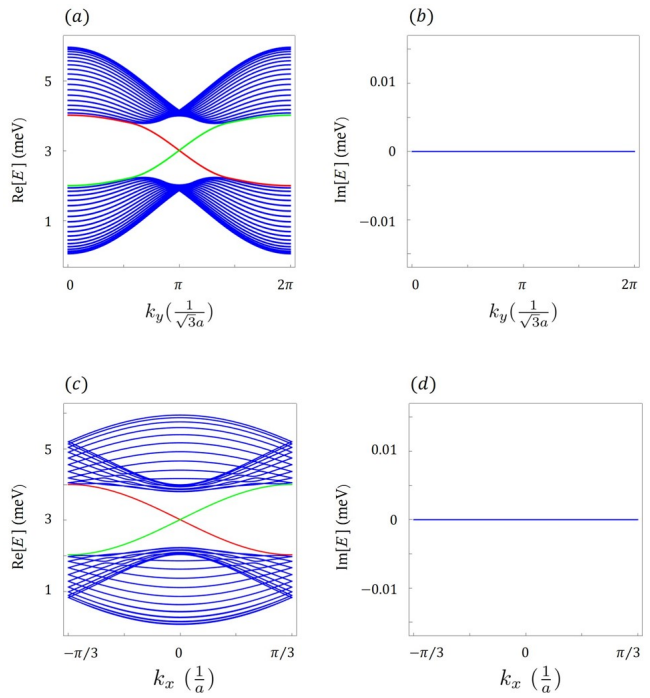 (a)
Re[E] (meV)
5
3
1
0
π
2π
k_y(1/√3a)
(b)
Im[E] (meV)
0.01
0
−0.01
0
π
2π
k_y(1/√3a)
(c)
Re[E] (meV)
5
3
1
−π/3
0
π/3
k_x (1/a)
(d)
Im[E] (meV)
0.01
0
−0.01
−π/3
0
π/3
k_x (1/a)